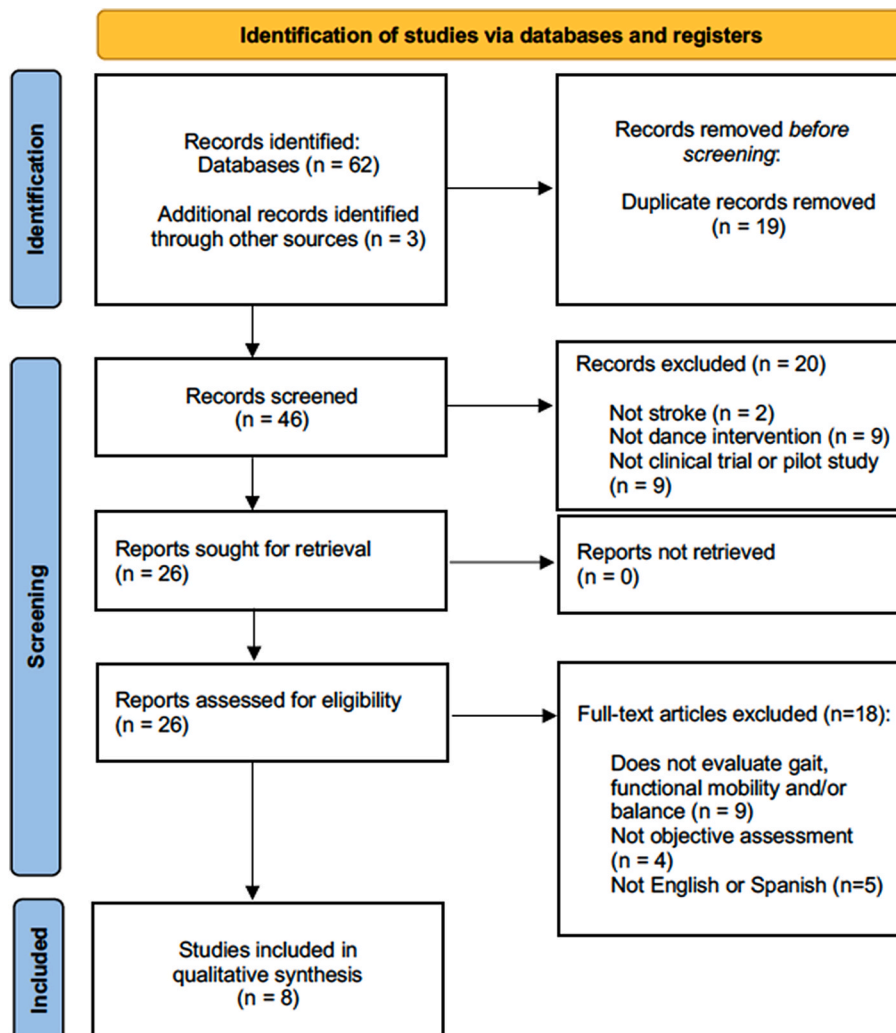 Identification of studies via databases and registers
Identification
Records identified:
Databases (n = 62)
Additional records identified
through other sources (n = 3)
Records removed before
screening:
Duplicate records removed
(n = 19)
Screening
Records screened
(n = 46)
Records excluded (n = 20)
Not stroke (n = 2)
Not dance intervention (n = 9)
Not clinical trial or pilot study
(n = 9)
Reports sought for retrieval
(n = 26)
Reports not retrieved
(n = 0)
Reports assessed for eligibility
(n = 26)
Full-text articles excluded (n=18):
Does not evaluate gait,
functional mobility and/or
balance (n = 9)
Not objective assessment
(n = 4)
Not English or Spanish (n=5)
Included
Studies included in
qualitative synthesis
(n = 8)